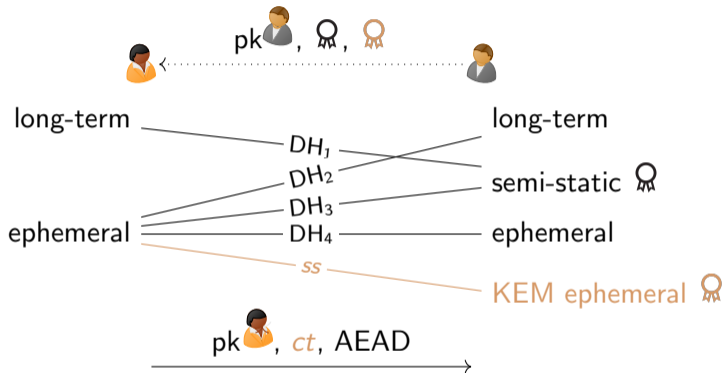 pk, ,
long-term
long-term
DH₁
DH₂
semi-static
DH₃
ephemeral
DH₄
ephemeral
ss
KEM ephemeral
pk, ct, AEAD